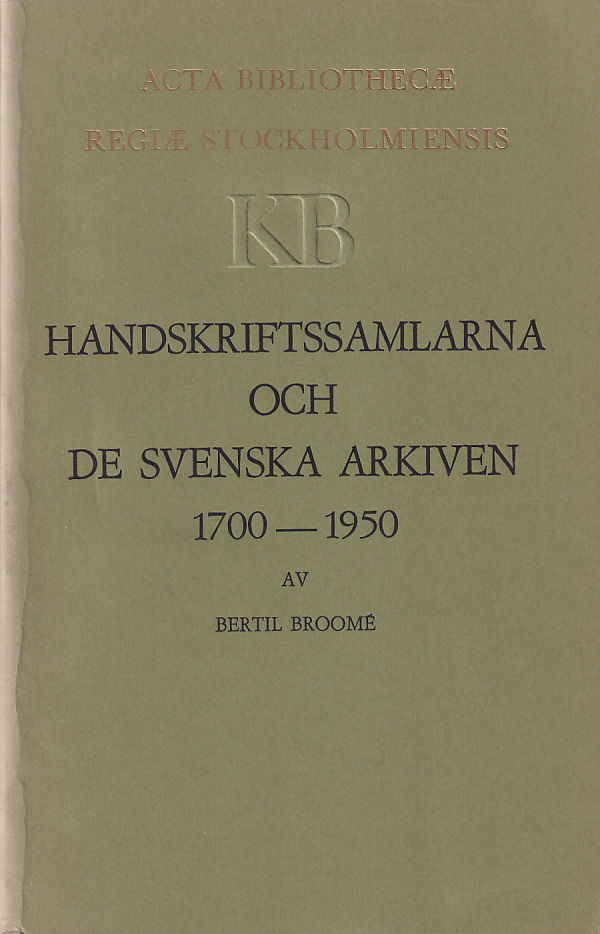 ACTA BIBLIOTHECÆ
REGIÆ STOCKHOLMIENSIS
KB
HANDSKRIFTSSAMLARNA
OCH
DE SVENSKA ARKIVEN
1700—1950
AV
BERTIL BROOMÉ